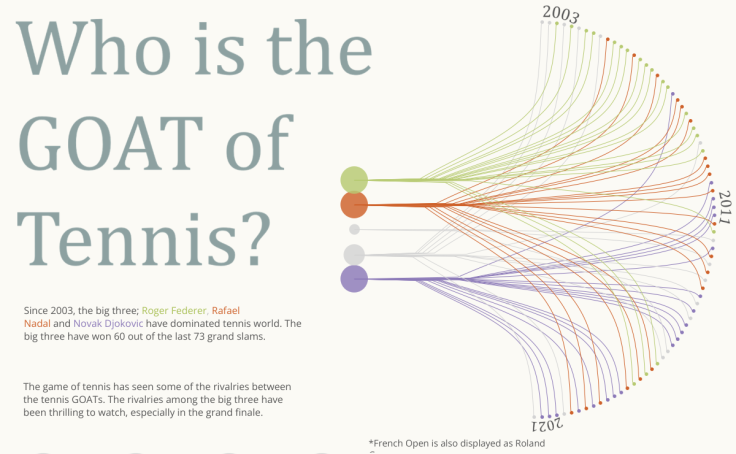 Who is the
GOAT of
Tennis?
Since 2003, the big three; Roger Federer, Rafael
Nadal and Novak Djokovic have dominated tennis world. The
big three have won 60 out of the last 73 grand slams.
The game of tennis has seen some of the rivalries between
the tennis GOATs. The rivalries among the big three have
been thrilling to watch, especially in the grand finale.
2003
2011
2021
*French Open is also displayed as Roland